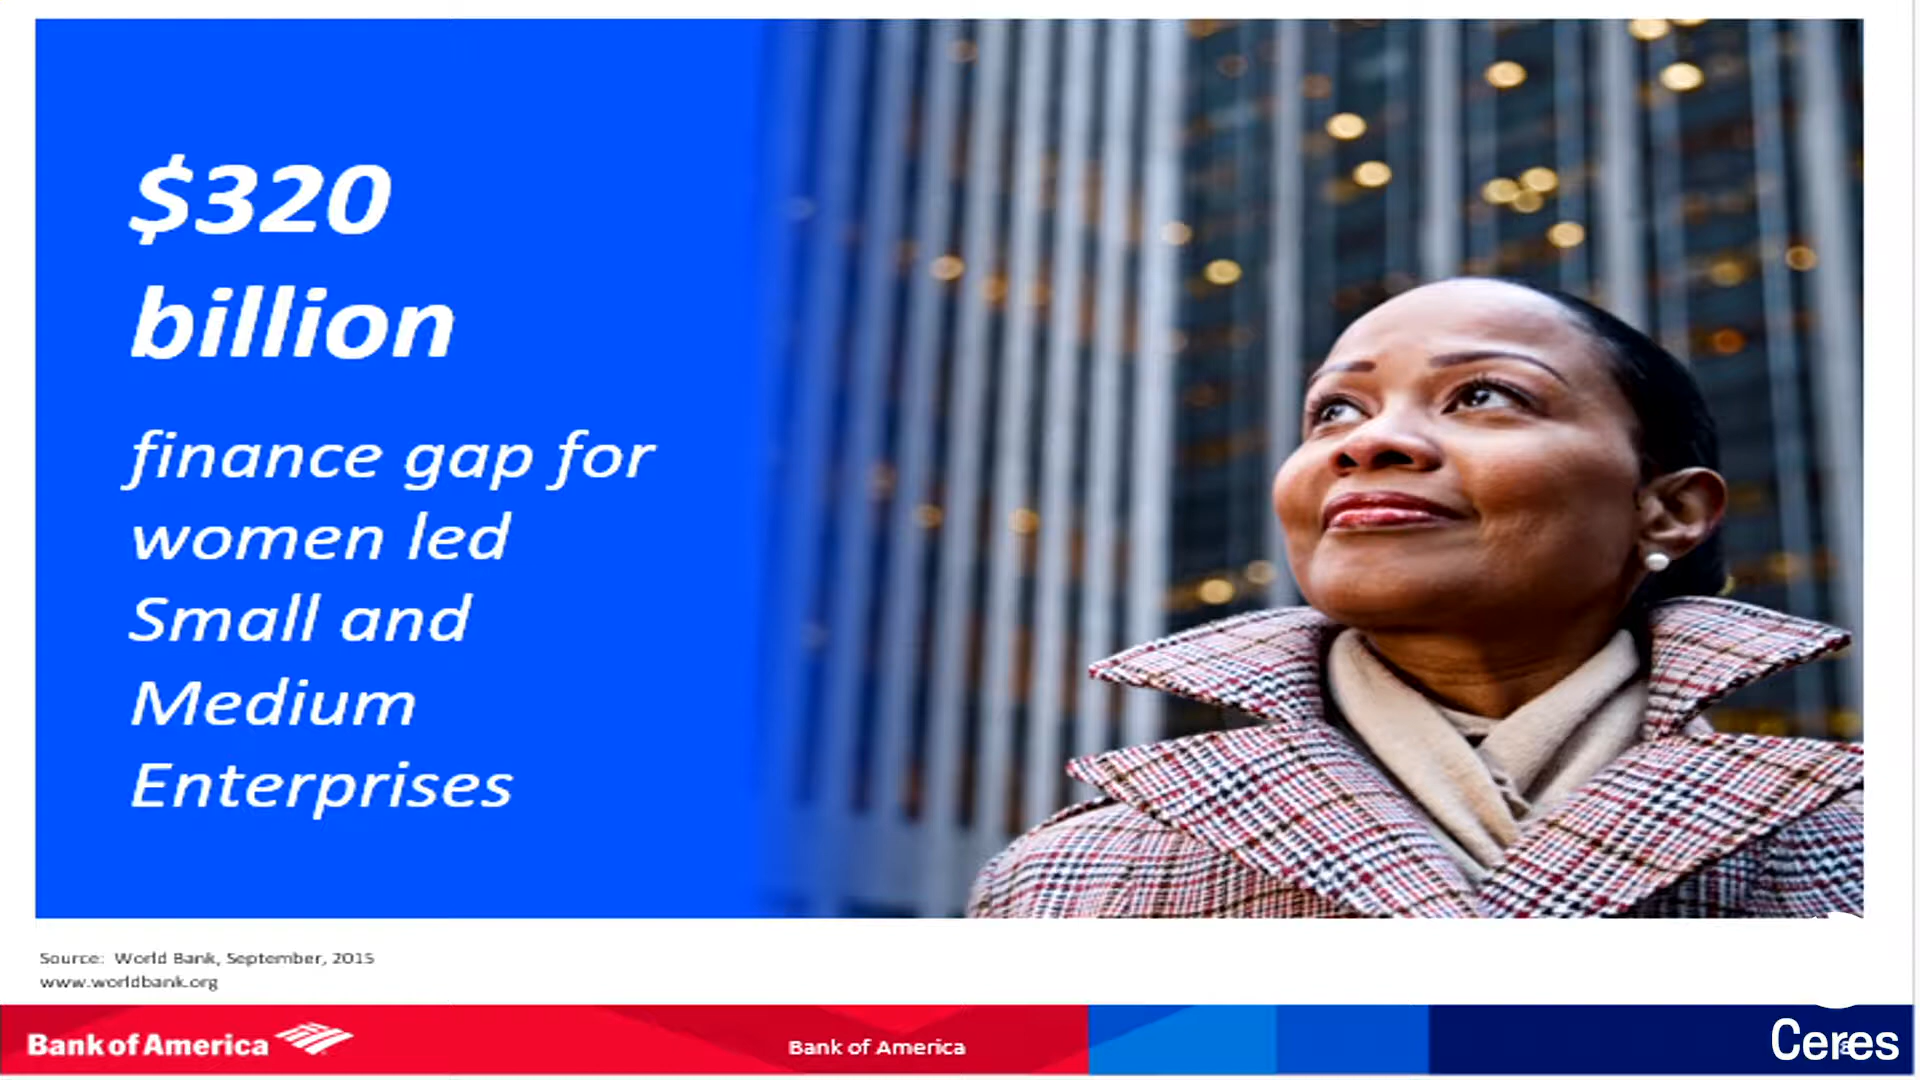 $320
billion
finance gap for
women led
Small and
Medium
Enterprises
Source: World Bank, September, 2015
www.worldbank.org
Bank of America
Bank of America
Ceres